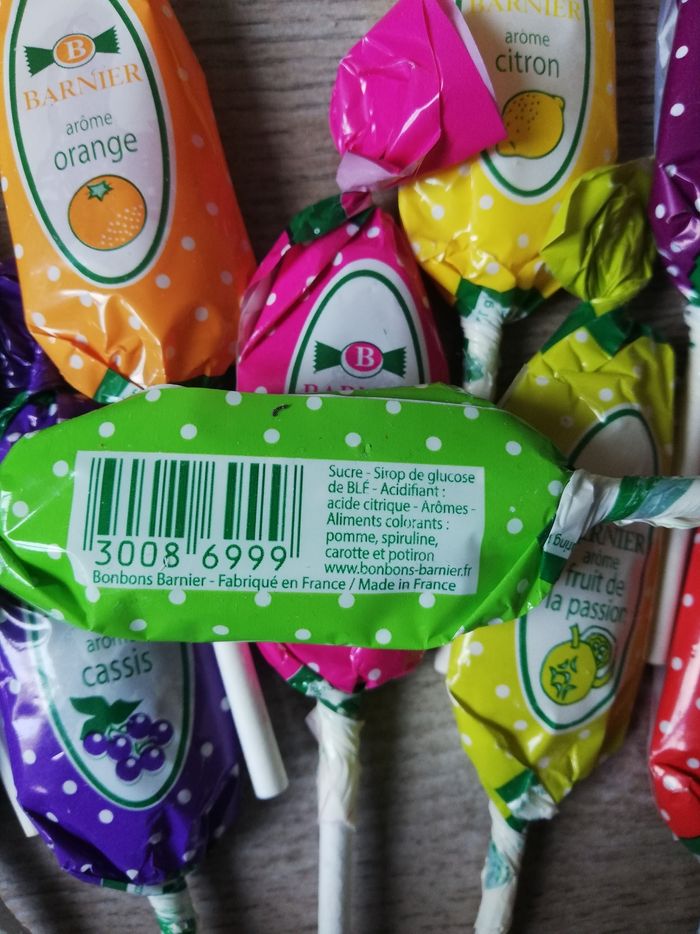 B
BARNIER
arôme
orange
BARNIER
arôme
citron
B
3008 6999
Sucre - Sirop de glucose
de BLÉ - Acidifiant :
acide citrique - Arômes -
Aliments colorants :
pomme, spiruline,
carotte et potiron
www.bonbons-barnier.fr
Bonbons Barnier - Fabriqué en France / Made in France
arôme
fruit de
la passion
cassis